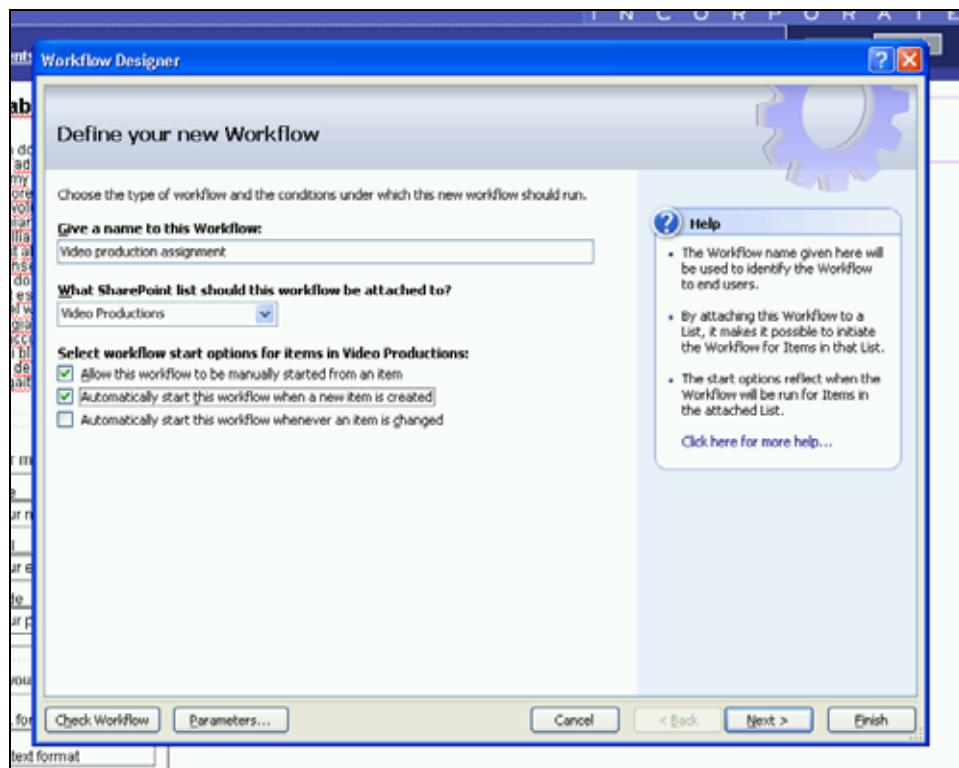 I N C O R P O R A T E
Workflow Designer
Define your new Workflow
Choose the type of workflow and the conditions under which this new workflow should run.
Give a name to this Workflow:
Video production assignment
What SharePoint list should this workflow be attached to?
Video Productions
Select workflow start options for items in Video Productions:
Allow this workflow to be manually started from an item
Automatically start this workflow when a new item is created
Automatically start this workflow whenever an item is changed
Help
• The Workflow name given here will
be used to identify the Workflow
to end users.
• By attaching this Workflow to a
List, it makes it possible to initiate
the Workflow for Items in that List.
• The start options reflect when the
Workflow will be run for Items in
the attached List.
Click here for more help...
Check Workflow
Parameters...
Cancel
< Back
Next >
Finish
text format